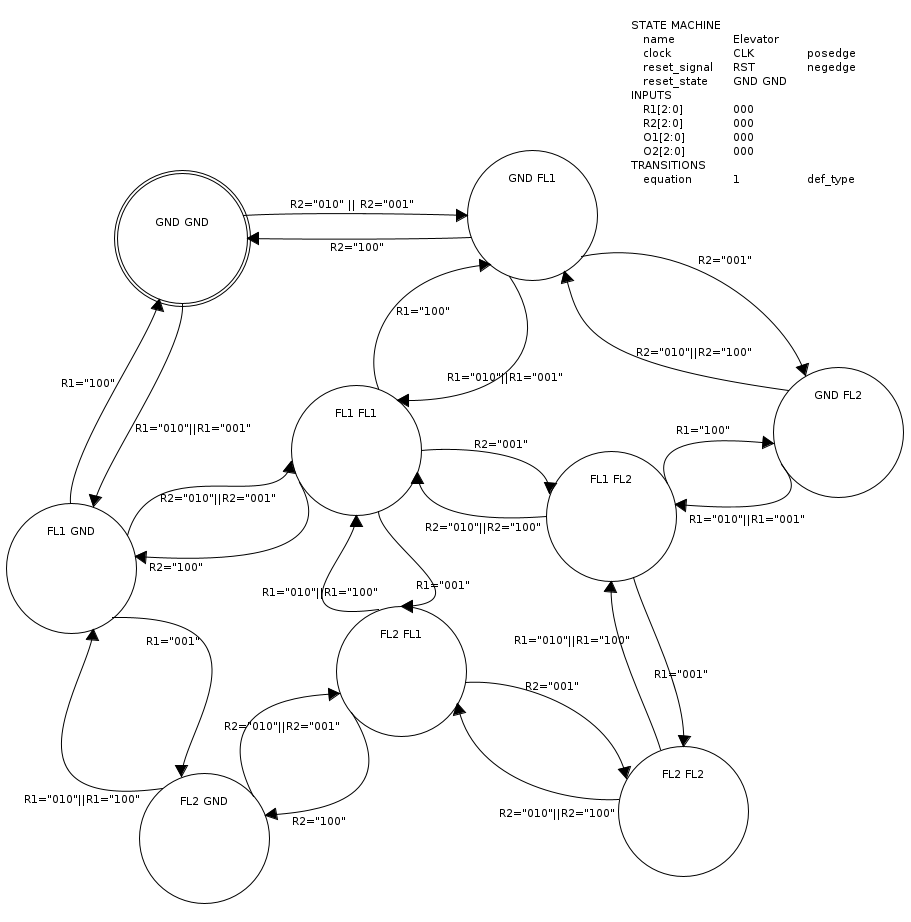 STATE MACHINE
name Elevator
clock CLK posedge
reset_signal RST negedge
reset_state GND GND
INPUTS
R1[2:0] 000
R2[2:0] 000
O1[2:0] 000
O2[2:0] 000
TRANSITIONS
equation 1 def_type
GND FL1
R2="010" || R2="001"
GND GND
R2="100"
R2="001"
R1="100"
R2="010"||R2="100"
R1="010"||R1="001"
R1="100"
GND FL2
FL1 FL1
R1="010"||R1="001"
R1="100"
R2="001"
FL1 FL2
R2="010"||R2="001"
R1="010"||R1="001"
R2="010"||R2="100"
FL1 GND
R2="100"
R1="001"
R1="010"||R1="100"
FL2 FL1
R1="001"
R1="010"||R1="100"
R1="001"
R2="001"
R2="010"||R2="001"
FL2 FL2
R1="010"||R1="100"
FL2 GND
R2="010"||R2="100"
R2="100"